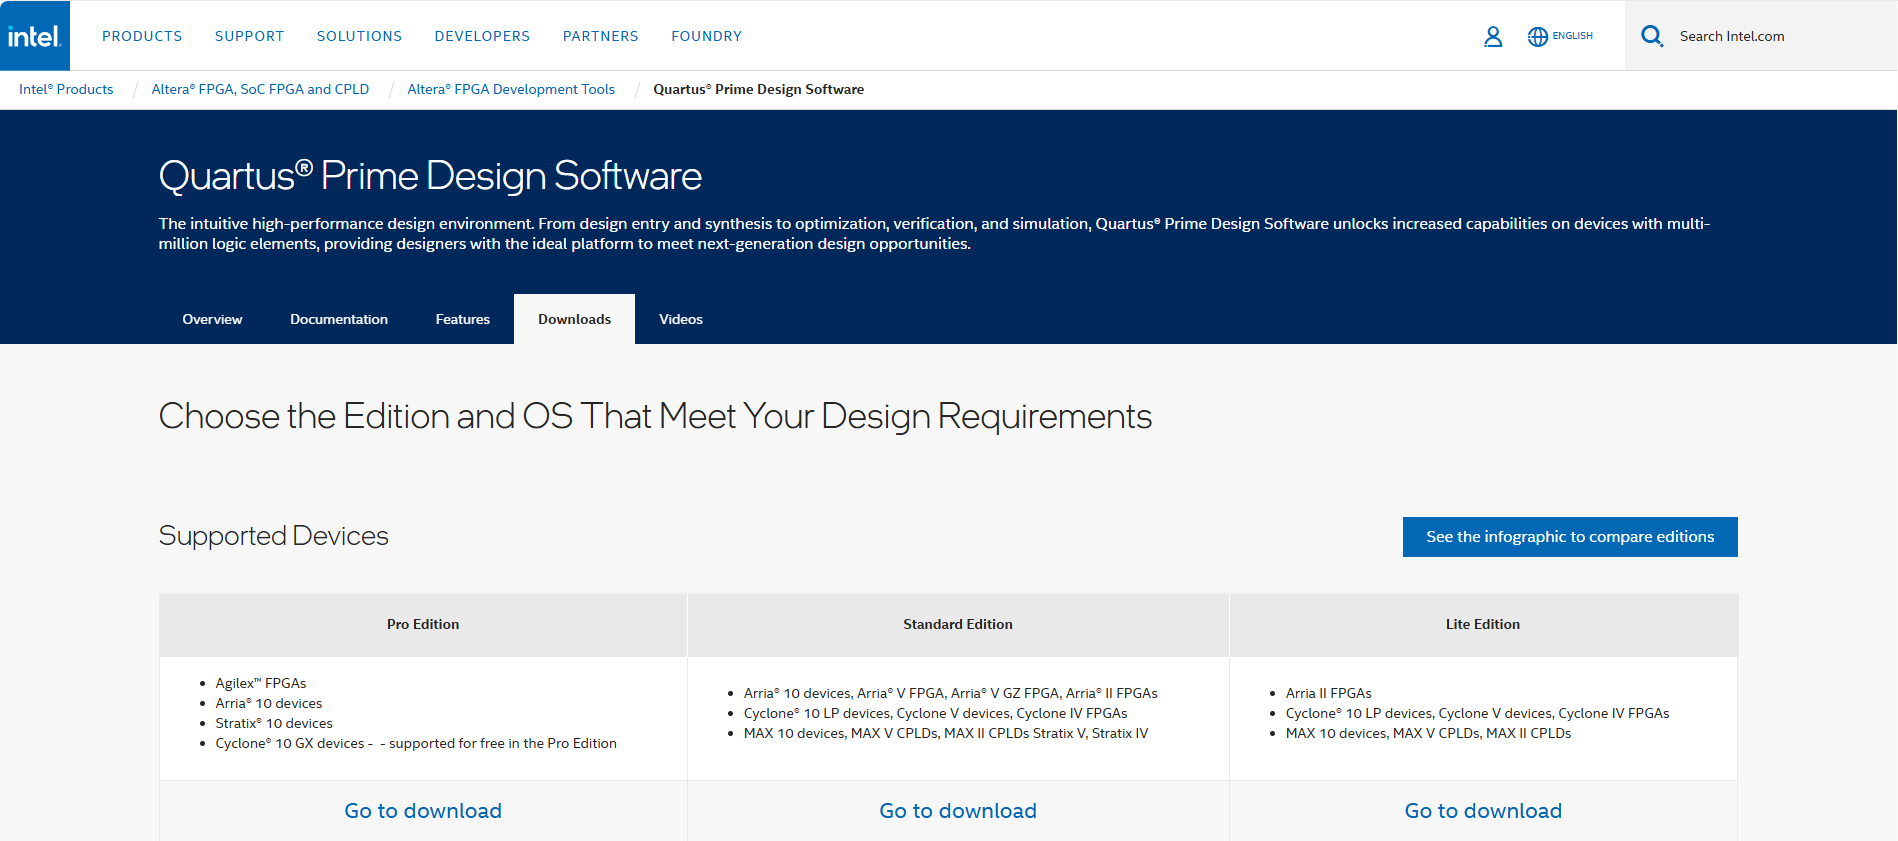 intel.
PRODUCTS SUPPORT SOLUTIONS DEVELOPERS PARTNERS FOUNDRY
ENGLISH
Search Intel.com
Intel® Products / Altera® FPGA, SoC FPGA and CPLD / Altera® FPGA Development Tools / Quartus® Prime Design Software
Quartus® Prime Design Software
The intuitive high-performance design environment. From design entry and synthesis to optimization, verification, and simulation, Quartus® Prime Design Software unlocks increased capabilities on devices with multi-
million logic elements, providing designers with the ideal platform to meet next-generation design opportunities.
Overview Documentation Features Downloads Videos
Choose the Edition and OS That Meet Your Design Requirements
Supported Devices
See the infographic to compare editions
Pro Edition
Standard Edition
Lite Edition
• Agilex™ FPGAs
• Arria® 10 devices
• Stratix® 10 devices
• Cyclone® 10 GX devices - - supported for free in the Pro Edition
• Arria® 10 devices, Arria® V FPGA, Arria® V GZ FPGA, Arria® II FPGAs
• Cyclone® 10 LP devices, Cyclone V devices, Cyclone IV FPGAs
• MAX 10 devices, MAX V CPLDs, MAX II CPLDs Stratix V, Stratix IV
• Arria II FPGAs
• Cyclone® 10 LP devices, Cyclone V devices, Cyclone IV FPGAs
• MAX 10 devices, MAX V CPLDs, MAX II CPLDs
Go to download
Go to download
Go to download